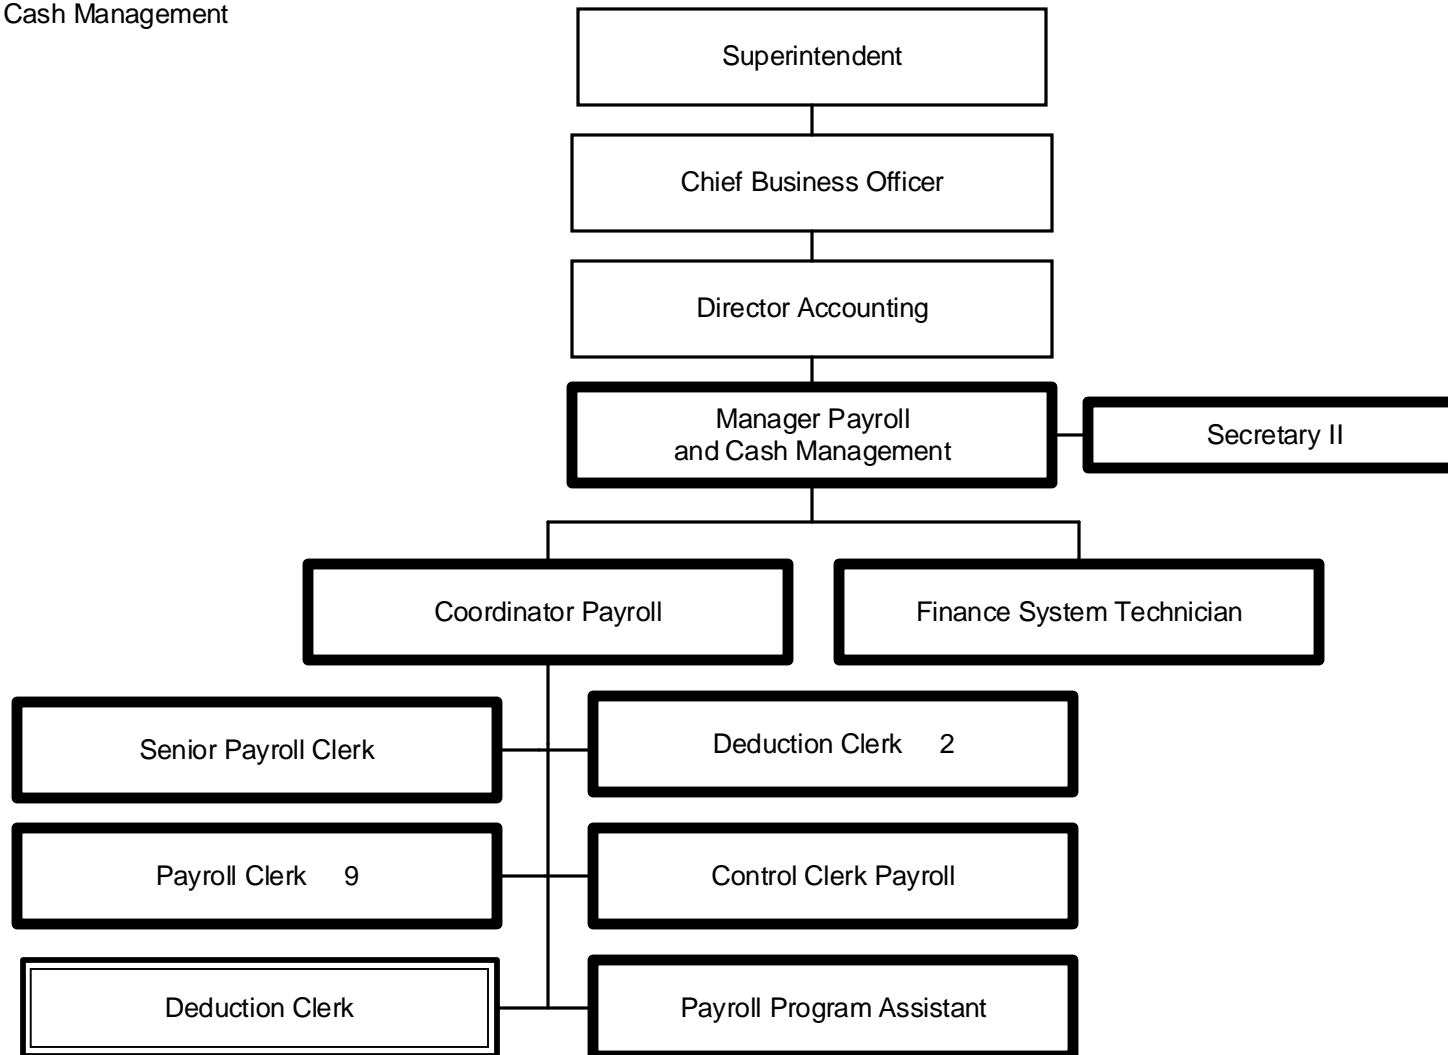 Cash Management
Superintendent
Chief Business Officer
Director Accounting
Manager Payroll
and Cash Management
Secretary II
Coordinator Payroll
Finance System Technician
Senior Payroll Clerk
Deduction Clerk 2
Payroll Clerk 9
Control Clerk Payroll
Deduction Clerk
Payroll Program Assistant